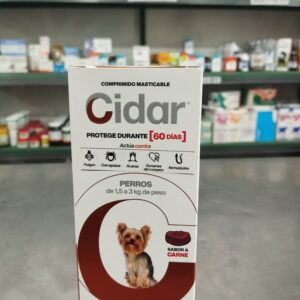 COMPRIMIDO MASTICABLE
Cidar
PROTEGE DURANTE [60 DÍAS]
Actúa contra
Pulgas Garrapatas Ácaros Gusanos del corazón Nematodos
PERROS
de 1,5 a 3 kg de peso
SABOR A
CARNE